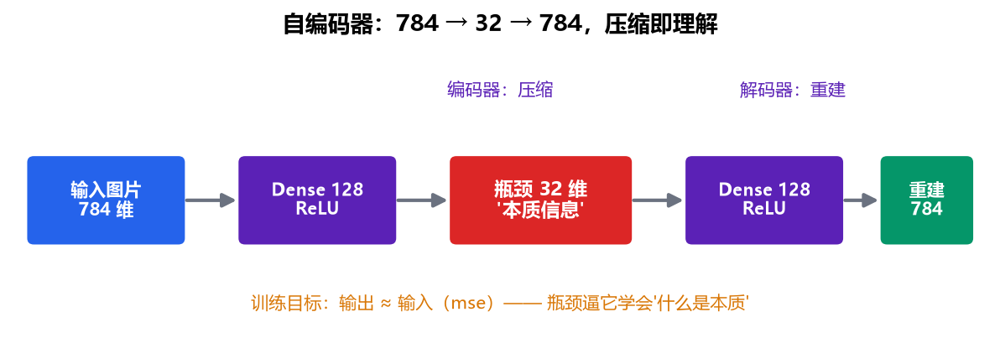 自编码器：784 → 32 → 784，压缩即理解
编码器：压缩
解码器：重建
输入图片
784 维
Dense 128
ReLU
瓶颈 32 维
'本质信息'
Dense 128
ReLU
重建
784
训练目标：输出 ≈ 输入（mse）—— 瓶颈逼它学会'什么是本质'